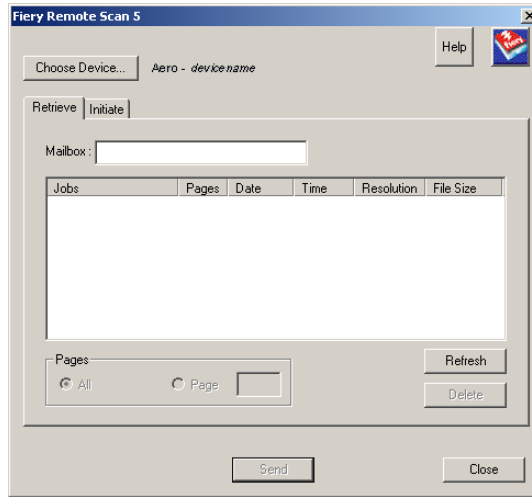 Fiery Remote Scan 5
Help
fiery
Choose Device... Aero - devicename
Retrieve Initiate
Mailbox :
Jobs Pages Date Time Resolution File Size
Pages
All Page
Refresh
Delete
Send Close